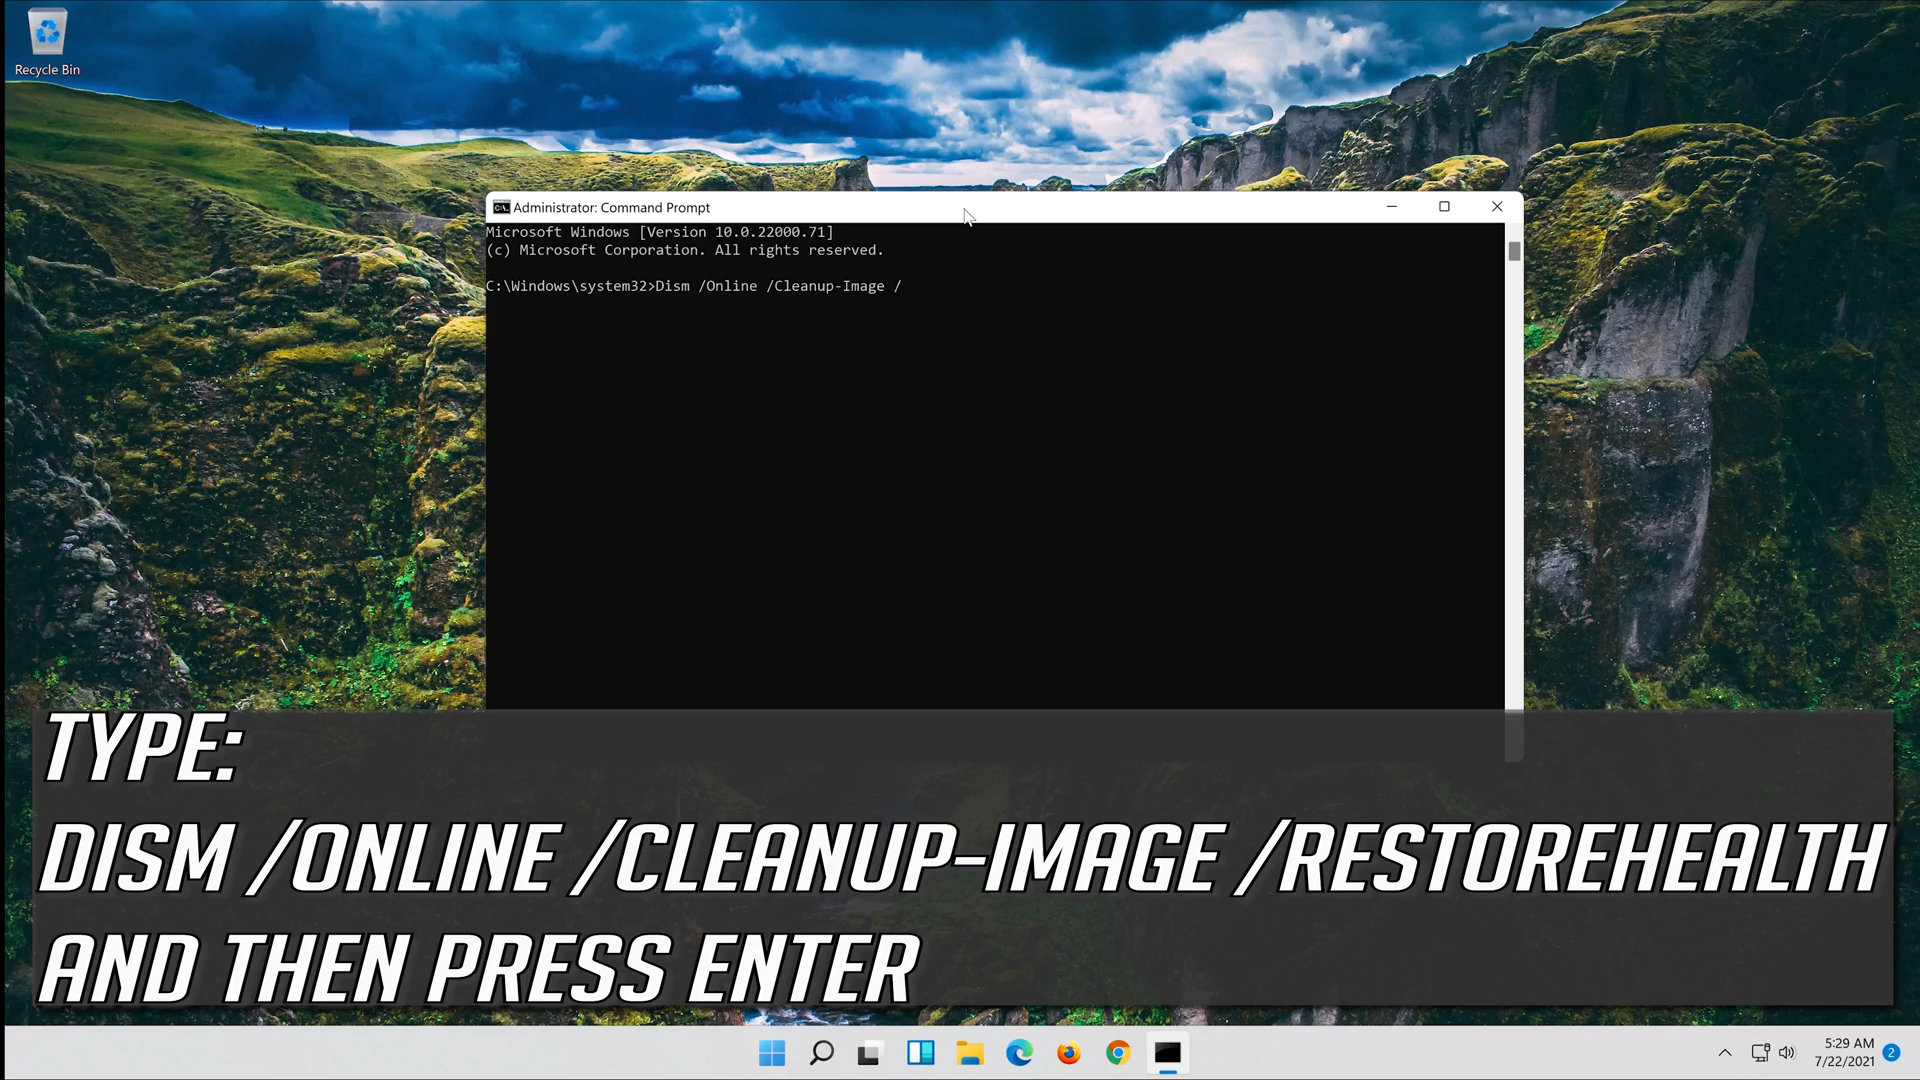 Recycle Bin
Administrator: Command Prompt
Microsoft Windows [Version 10.0.22000.71]
(c) Microsoft Corporation. All rights reserved.
C:\Windows\system32>Dism /Online /Cleanup-Image /
TYPE:
DISM /ONLINE /CLEANUP-IMAGE /RESTOREHEALTH
AND THEN PRESS ENTER
5:29 AM
7/22/2021
2